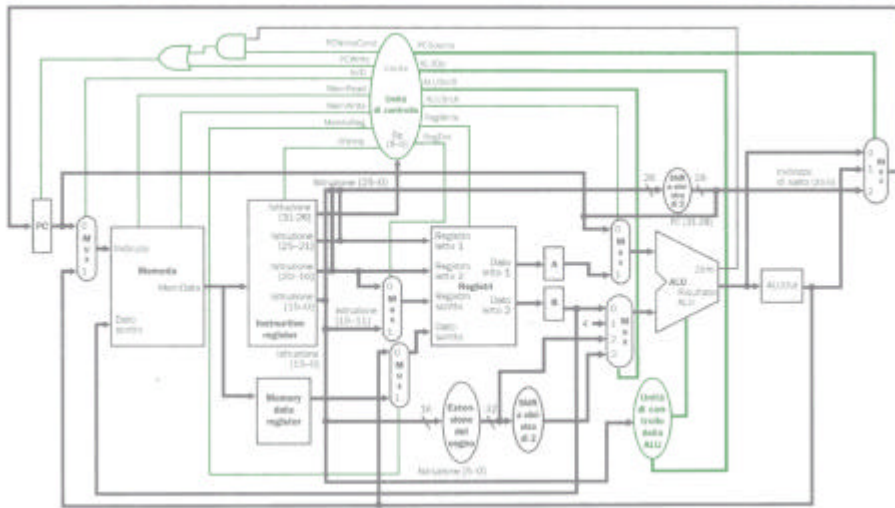 PCWriteCond
PCWrite
IorD
MemRead
MemWrite
MemtoReg
IRWrite
Unità
di controllo
Op
[5-0]
PCSource
ALUOp
ALUSrcB
ALUSrcA
RegWrite
RegDst
PC
0
M
u
x
1
Indirizzo
Memoria
MemData
Dato
scritto
Istruzione [25-0]
Istruzione
[31-26]
Istruzione
[25-21]
Istruzione
[20-16]
Istruzione
[15-0]
Instruction
register
Istruzione
[15-11]
Istruzione
[15-0]
Memory
data
register
0
M
u
x
1
0
M
u
x
1
Registro
letto 1
Registro
letto 2
Registri
Registro
scritto
Dato
scritto
Dato
letto 1
Dato
letto 2
A
B
4
0
M
u
x
1
0
1
M
u
x
2
3
16
Estensione
del
segno
32
Shift
a sinistra
di 2
26
Shift
a sinistra
di 2
28
Indirizzo
di salto [31-0]
PC [31-28]
Zero
ALU
Risultato
ALU
ALUOut
0
M
u
x
1
2
Unità
di controllo
della
ALU
Istruzione [5-0]